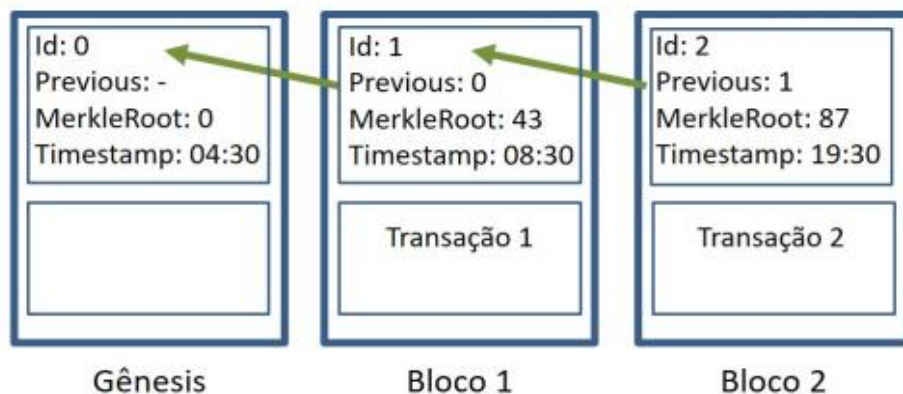 Id: 0
Previous: -
MerkleRoot: 0
Timestamp: 04:30
Gênesis
Id: 1
Previous: 0
MerkleRoot: 43
Timestamp: 08:30
Transação 1
Bloco 1
Id: 2
Previous: 1
MerkleRoot: 87
Timestamp: 19:30
Transação 2
Bloco 2